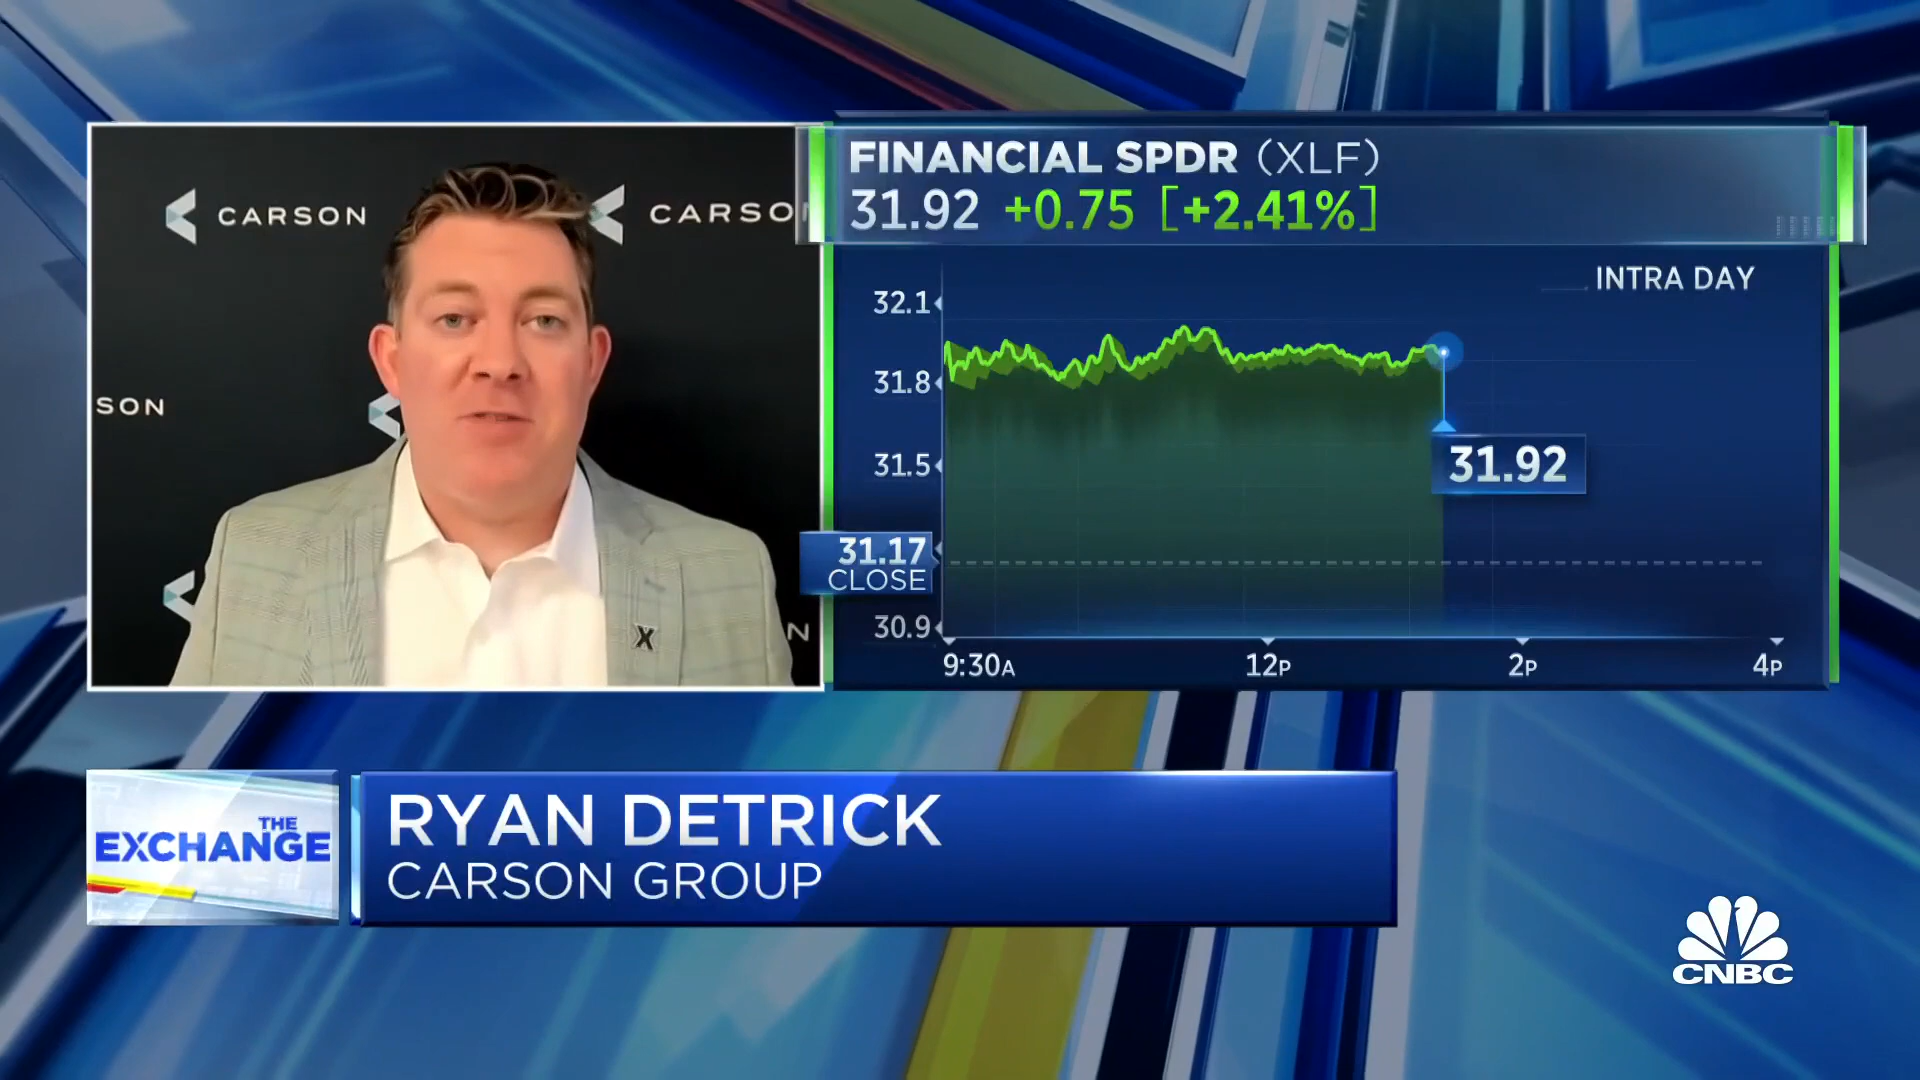 CARSON
CARSO
SON
N
X
FINANCIAL SPDR (XLF)
31.92 +0.75 [+2.41%]
INTRA DAY
32.1
31.8
31.5
31.92
31.17
CLOSE
30.9
9:30A 12P 2P 4P
THE
EXCHANGE
RYAN DETRICK
CARSON GROUP
CNBC